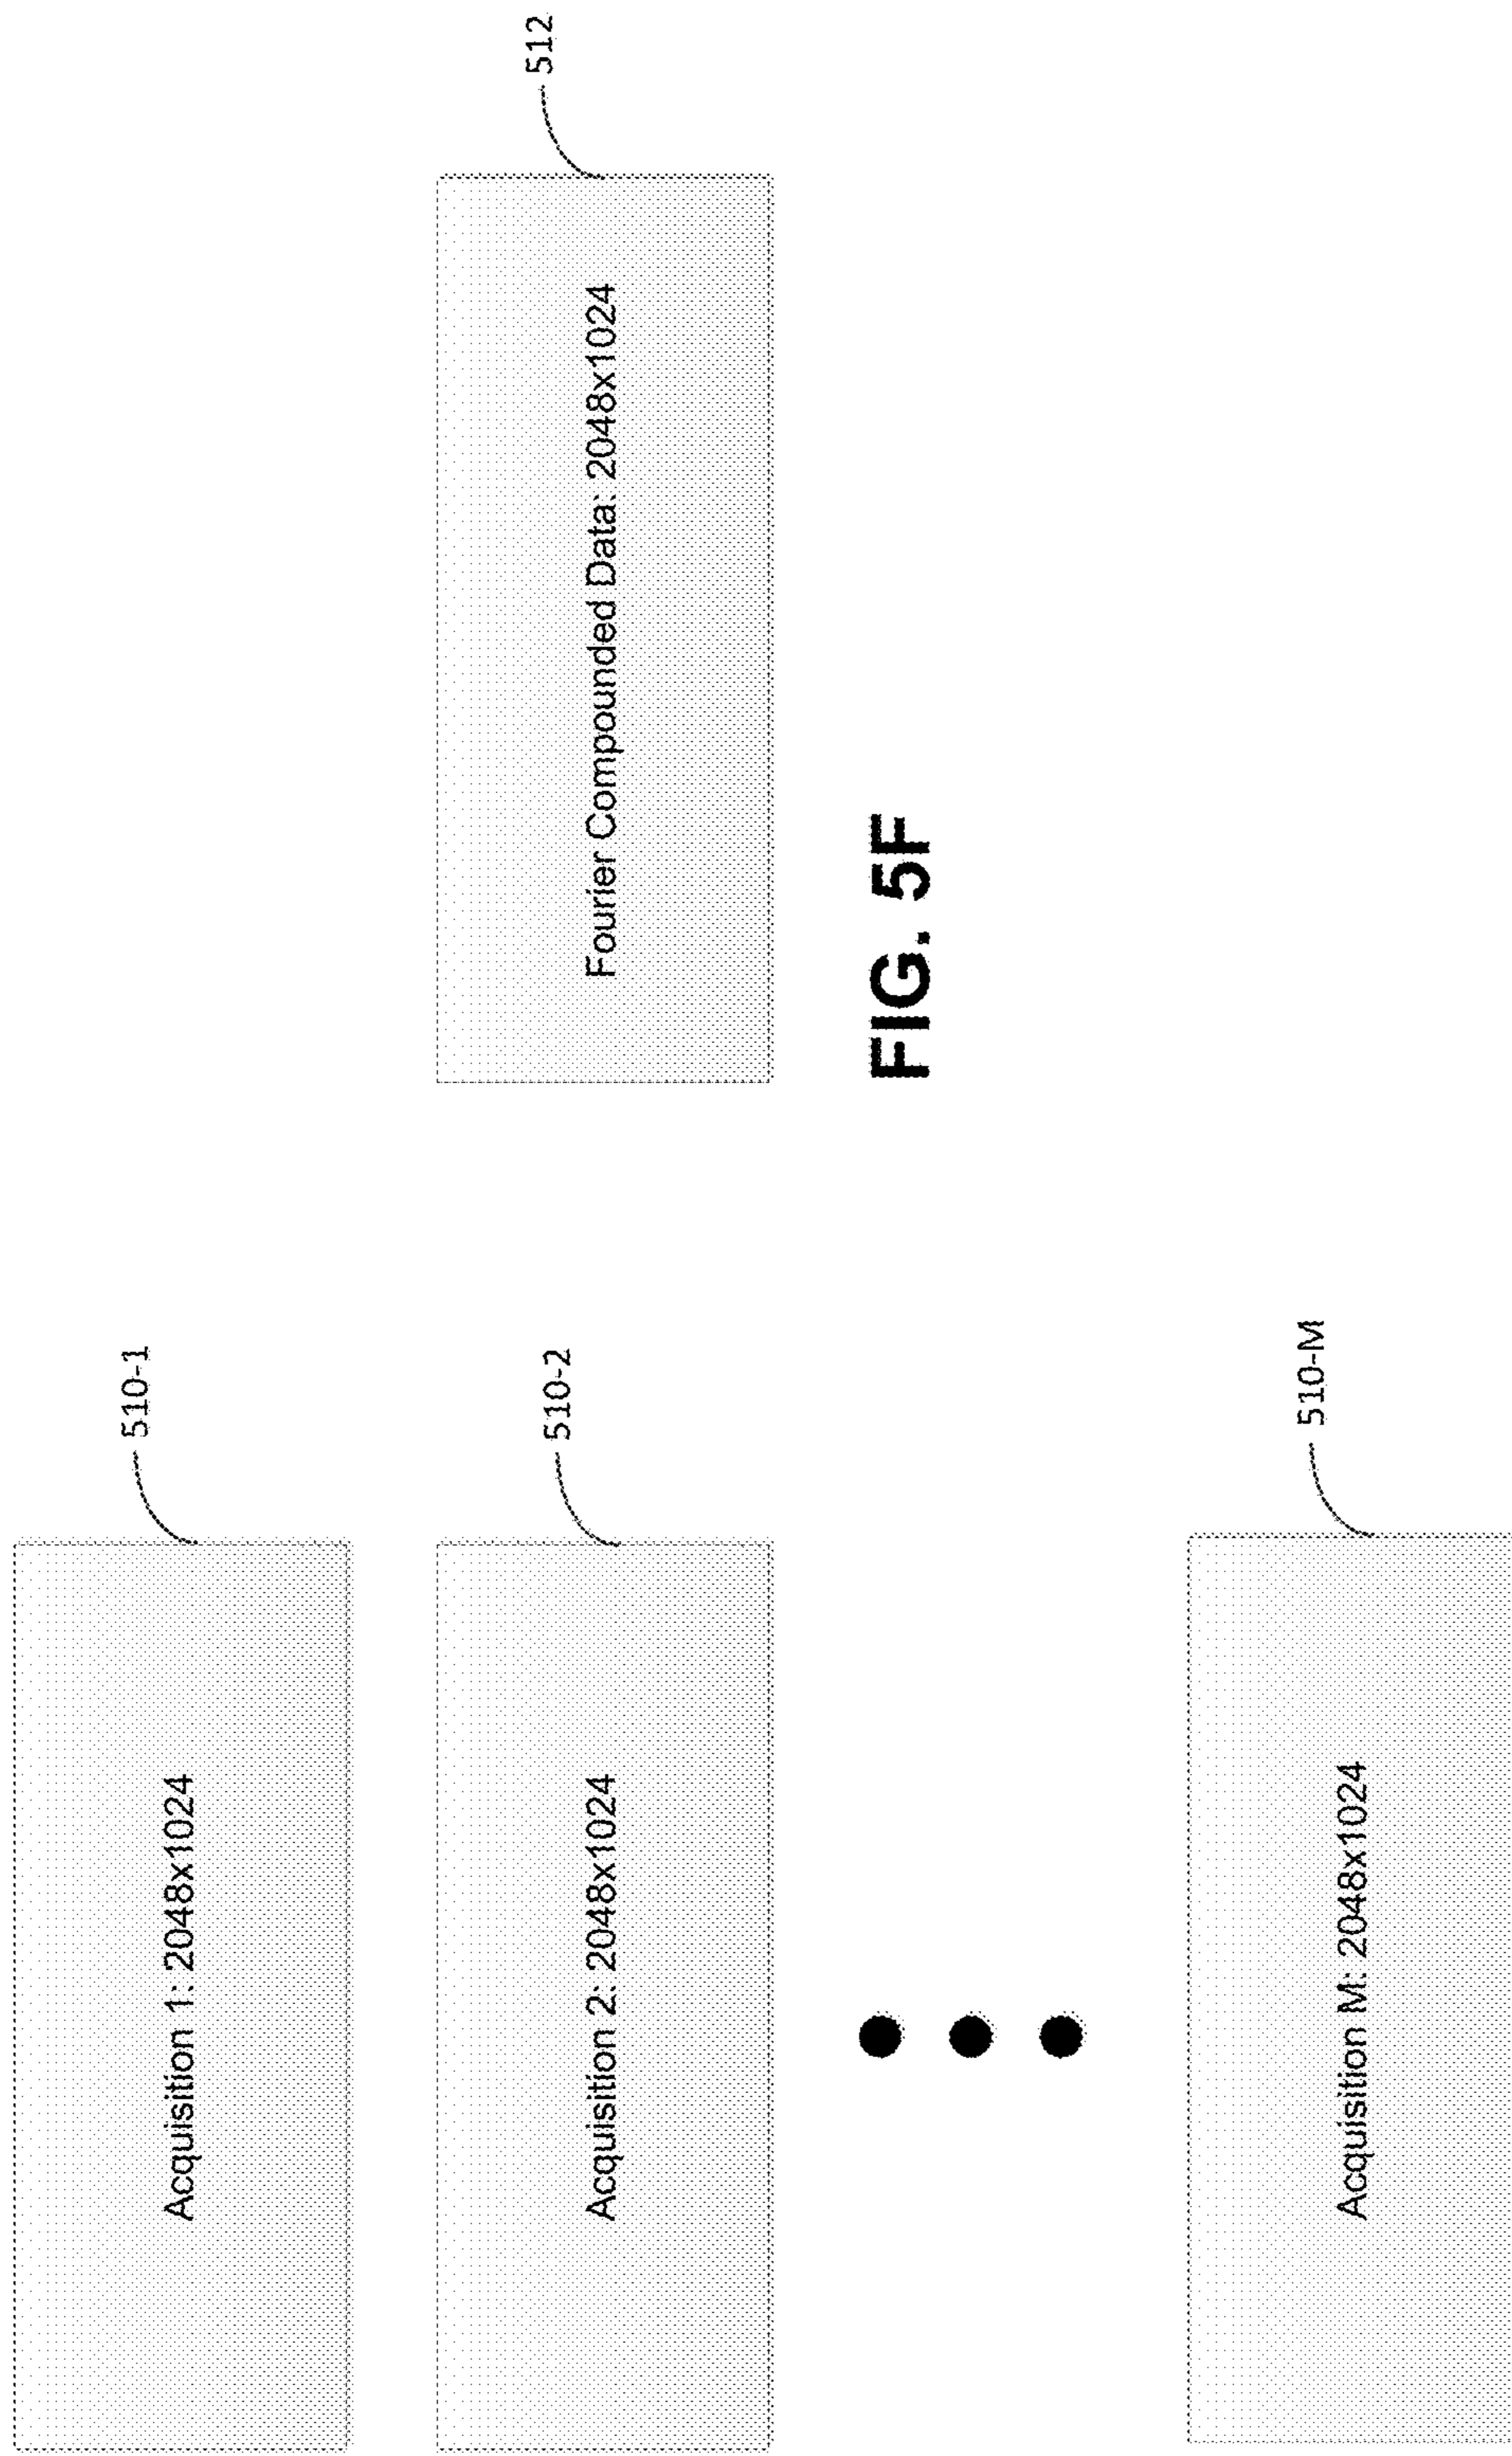 510-1
Acquisition 1: 2048x1024
510-2
Acquisition 2: 2048x1024
510-M
Acquisition M: 2048x1024
512
Fourier Compounded Data: 2048x1024
FIG. 5F